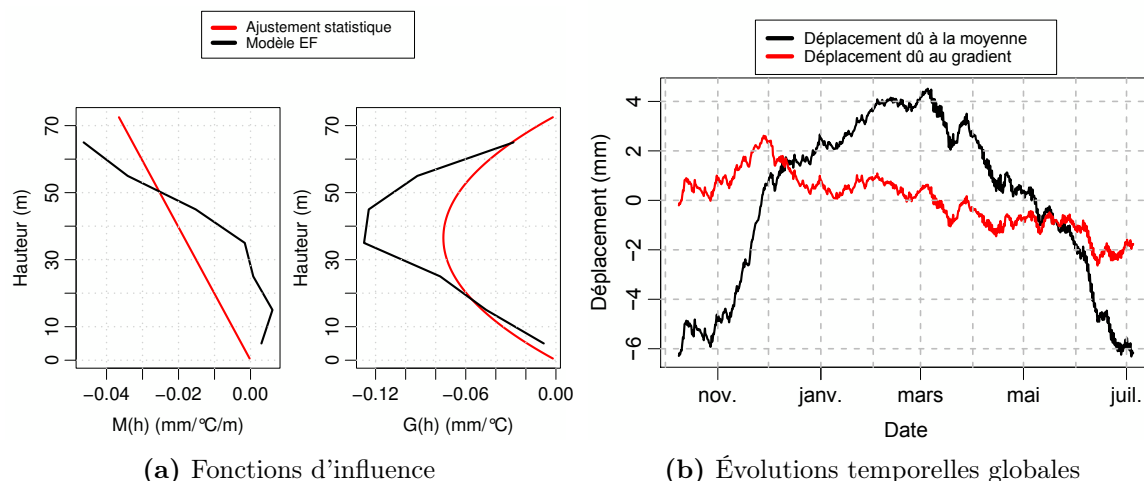 Ajustement statistique
Modèle EF
Hauteur (m)
70
50
30
10
0
−0.04
−0.02
0.00
M(h) (mm/°C/m)
Hauteur (m)
70
50
30
10
0
−0.12
−0.06
0.00
G(h) (mm/°C)
(a) Fonctions d'influence
Déplacement dû à la moyenne
Déplacement dû au gradient
Déplacement (mm)
4
2
0
−2
−4
−6
nov.
janv.
mars
mai
juil.
Date
(b) Évolutions temporelles globales